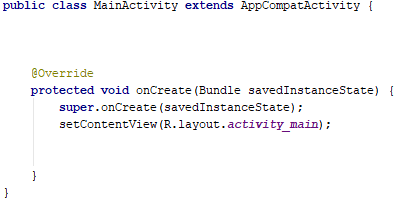 public class MainActivity extends AppCompatActivity {
@Override
protected void onCreate(Bundle savedInstanceState) {
super.onCreate(savedInstanceState);
setContentView(R.layout.activity_main);
}
}